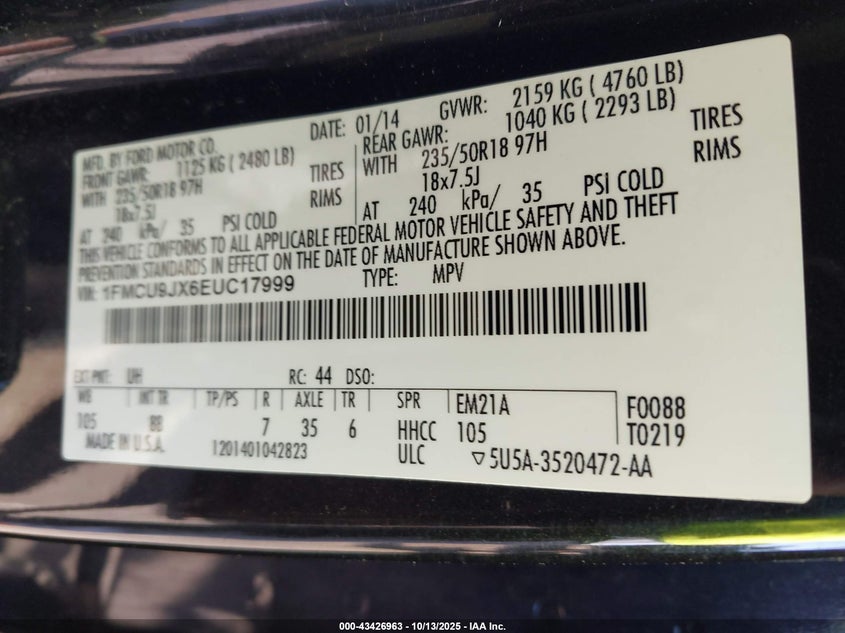 MFD. BY FORD MOTOR CO.
DATE: 01/14 GVWR: 2159 KG ( 4760 LB)
FRONT GAWR: 1125 KG ( 2480 LB)
WITH 235/50R18 97H TIRES
18x7.5J RIMS
AT 240 kPa/ 35 PSI COLD
REAR GAWR: 1040 KG ( 2293 LB)
WITH 235/50R18 97H TIRES
18x7.5J RIMS
AT 240 kPa/ 35 PSI COLD
THIS VEHICLE CONFORMS TO ALL APPLICABLE FEDERAL MOTOR VEHICLE SAFETY AND THEFT
PREVENTION STANDARDS IN EFFECT ON THE DATE OF MANUFACTURE SHOWN ABOVE.
VIN: 1FMCU9JX6EUC17999 TYPE: MPV
EXT PNT: UH RC: 44 DSO:
WB INT TR TP/PS R AXLE TR SPR EM21A F0088
105 BB 7 35 6 HHCC 105 T0219
MADE IN U.S.A. 1201401042823 ULC ▽5U5A-3520472-AA
000-43426963 - 10/13/2025 - IAA Inc.